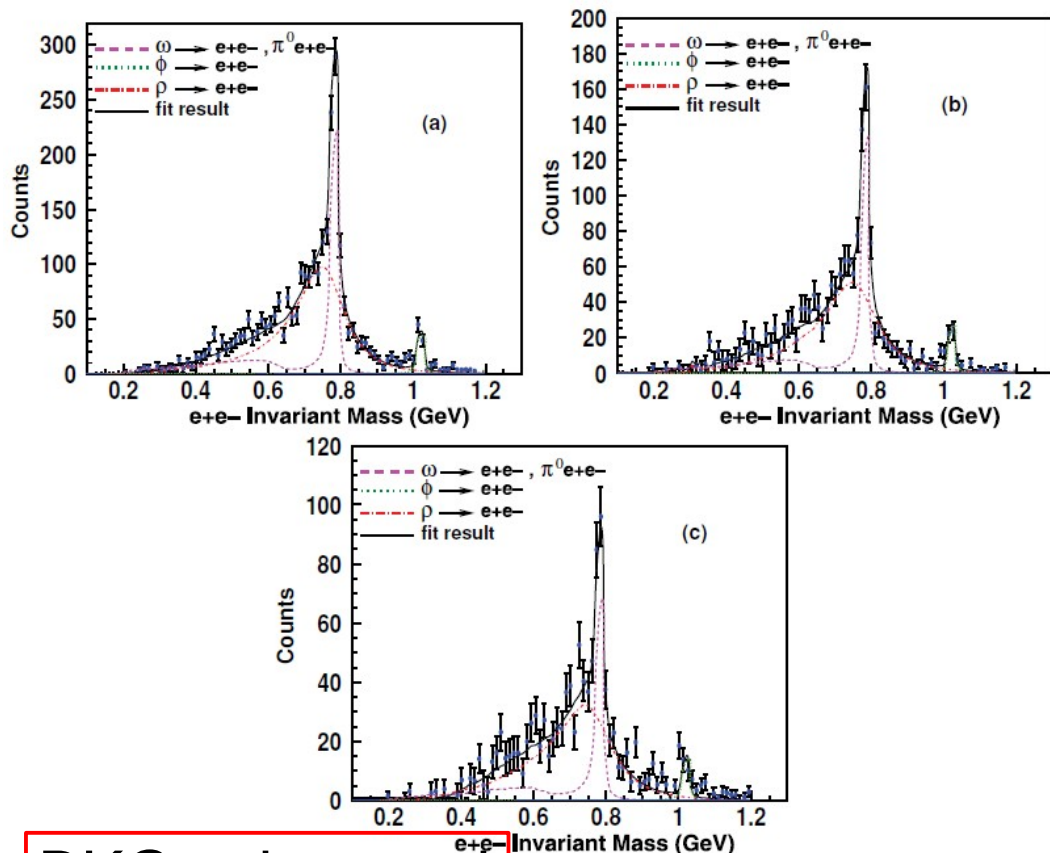 300
250
200
150
100
50
0
Counts
ω → e+e− , π⁰e+e−
ϕ → e+e−
ρ → e+e−
fit result
(a)
0.2 0.4 0.6 0.8 1 1.2
e+e− Invariant Mass (GeV)
200
180
160
140
120
100
80
60
40
20
0
Counts
ω → e+e− , π⁰e+e−
ϕ → e+e−
ρ → e+e−
fit result
(b)
0.2 0.4 0.6 0.8 1 1.2
e+e− Invariant Mass (GeV)
120
100
80
60
40
20
0
Counts
ω → e+e− , π⁰e+e−
ϕ → e+e−
ρ → e+e−
fit result
(c)
0.2 0.4 0.6 0.8 1 1.2
e+e− Invariant Mass (GeV)